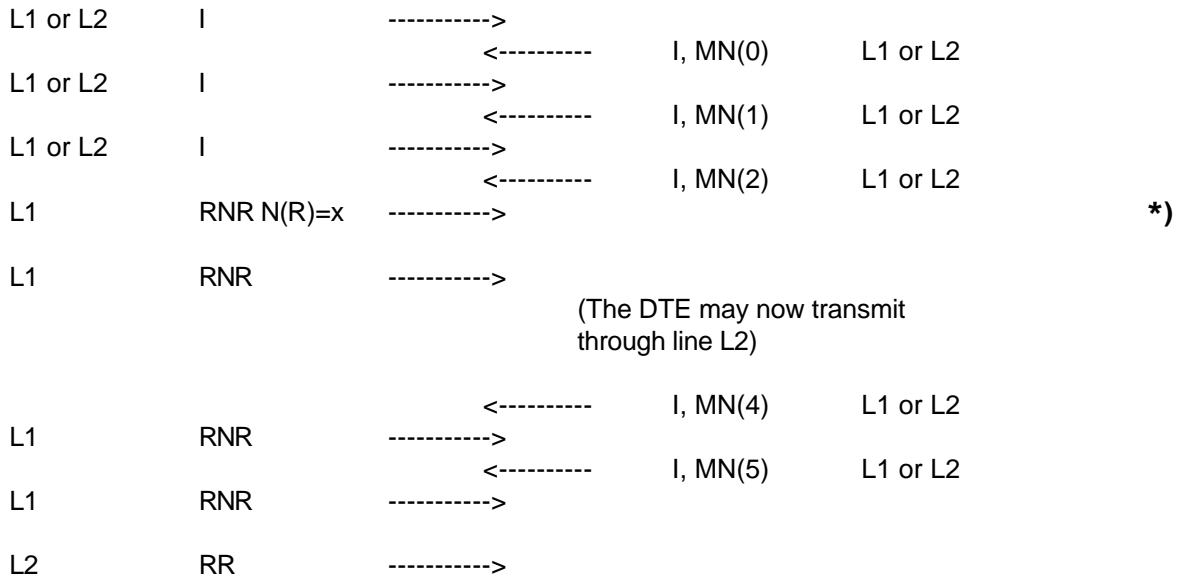 L1 or L2 I ----------->
<---------- I, MN(0) L1 or L2
L1 or L2 I ----------->
<---------- I, MN(1) L1 or L2
L1 or L2 I ----------->
<---------- I, MN(2) L1 or L2
L1 RNR N(R)=x -----------> *)
L1 RNR ----------->
(The DTE may now transmit
through line L2)
<---------- I, MN(4) L1 or L2
L1 RNR ----------->
<---------- I, MN(5) L1 or L2
L1 RNR ----------->
L2 RR ----------->